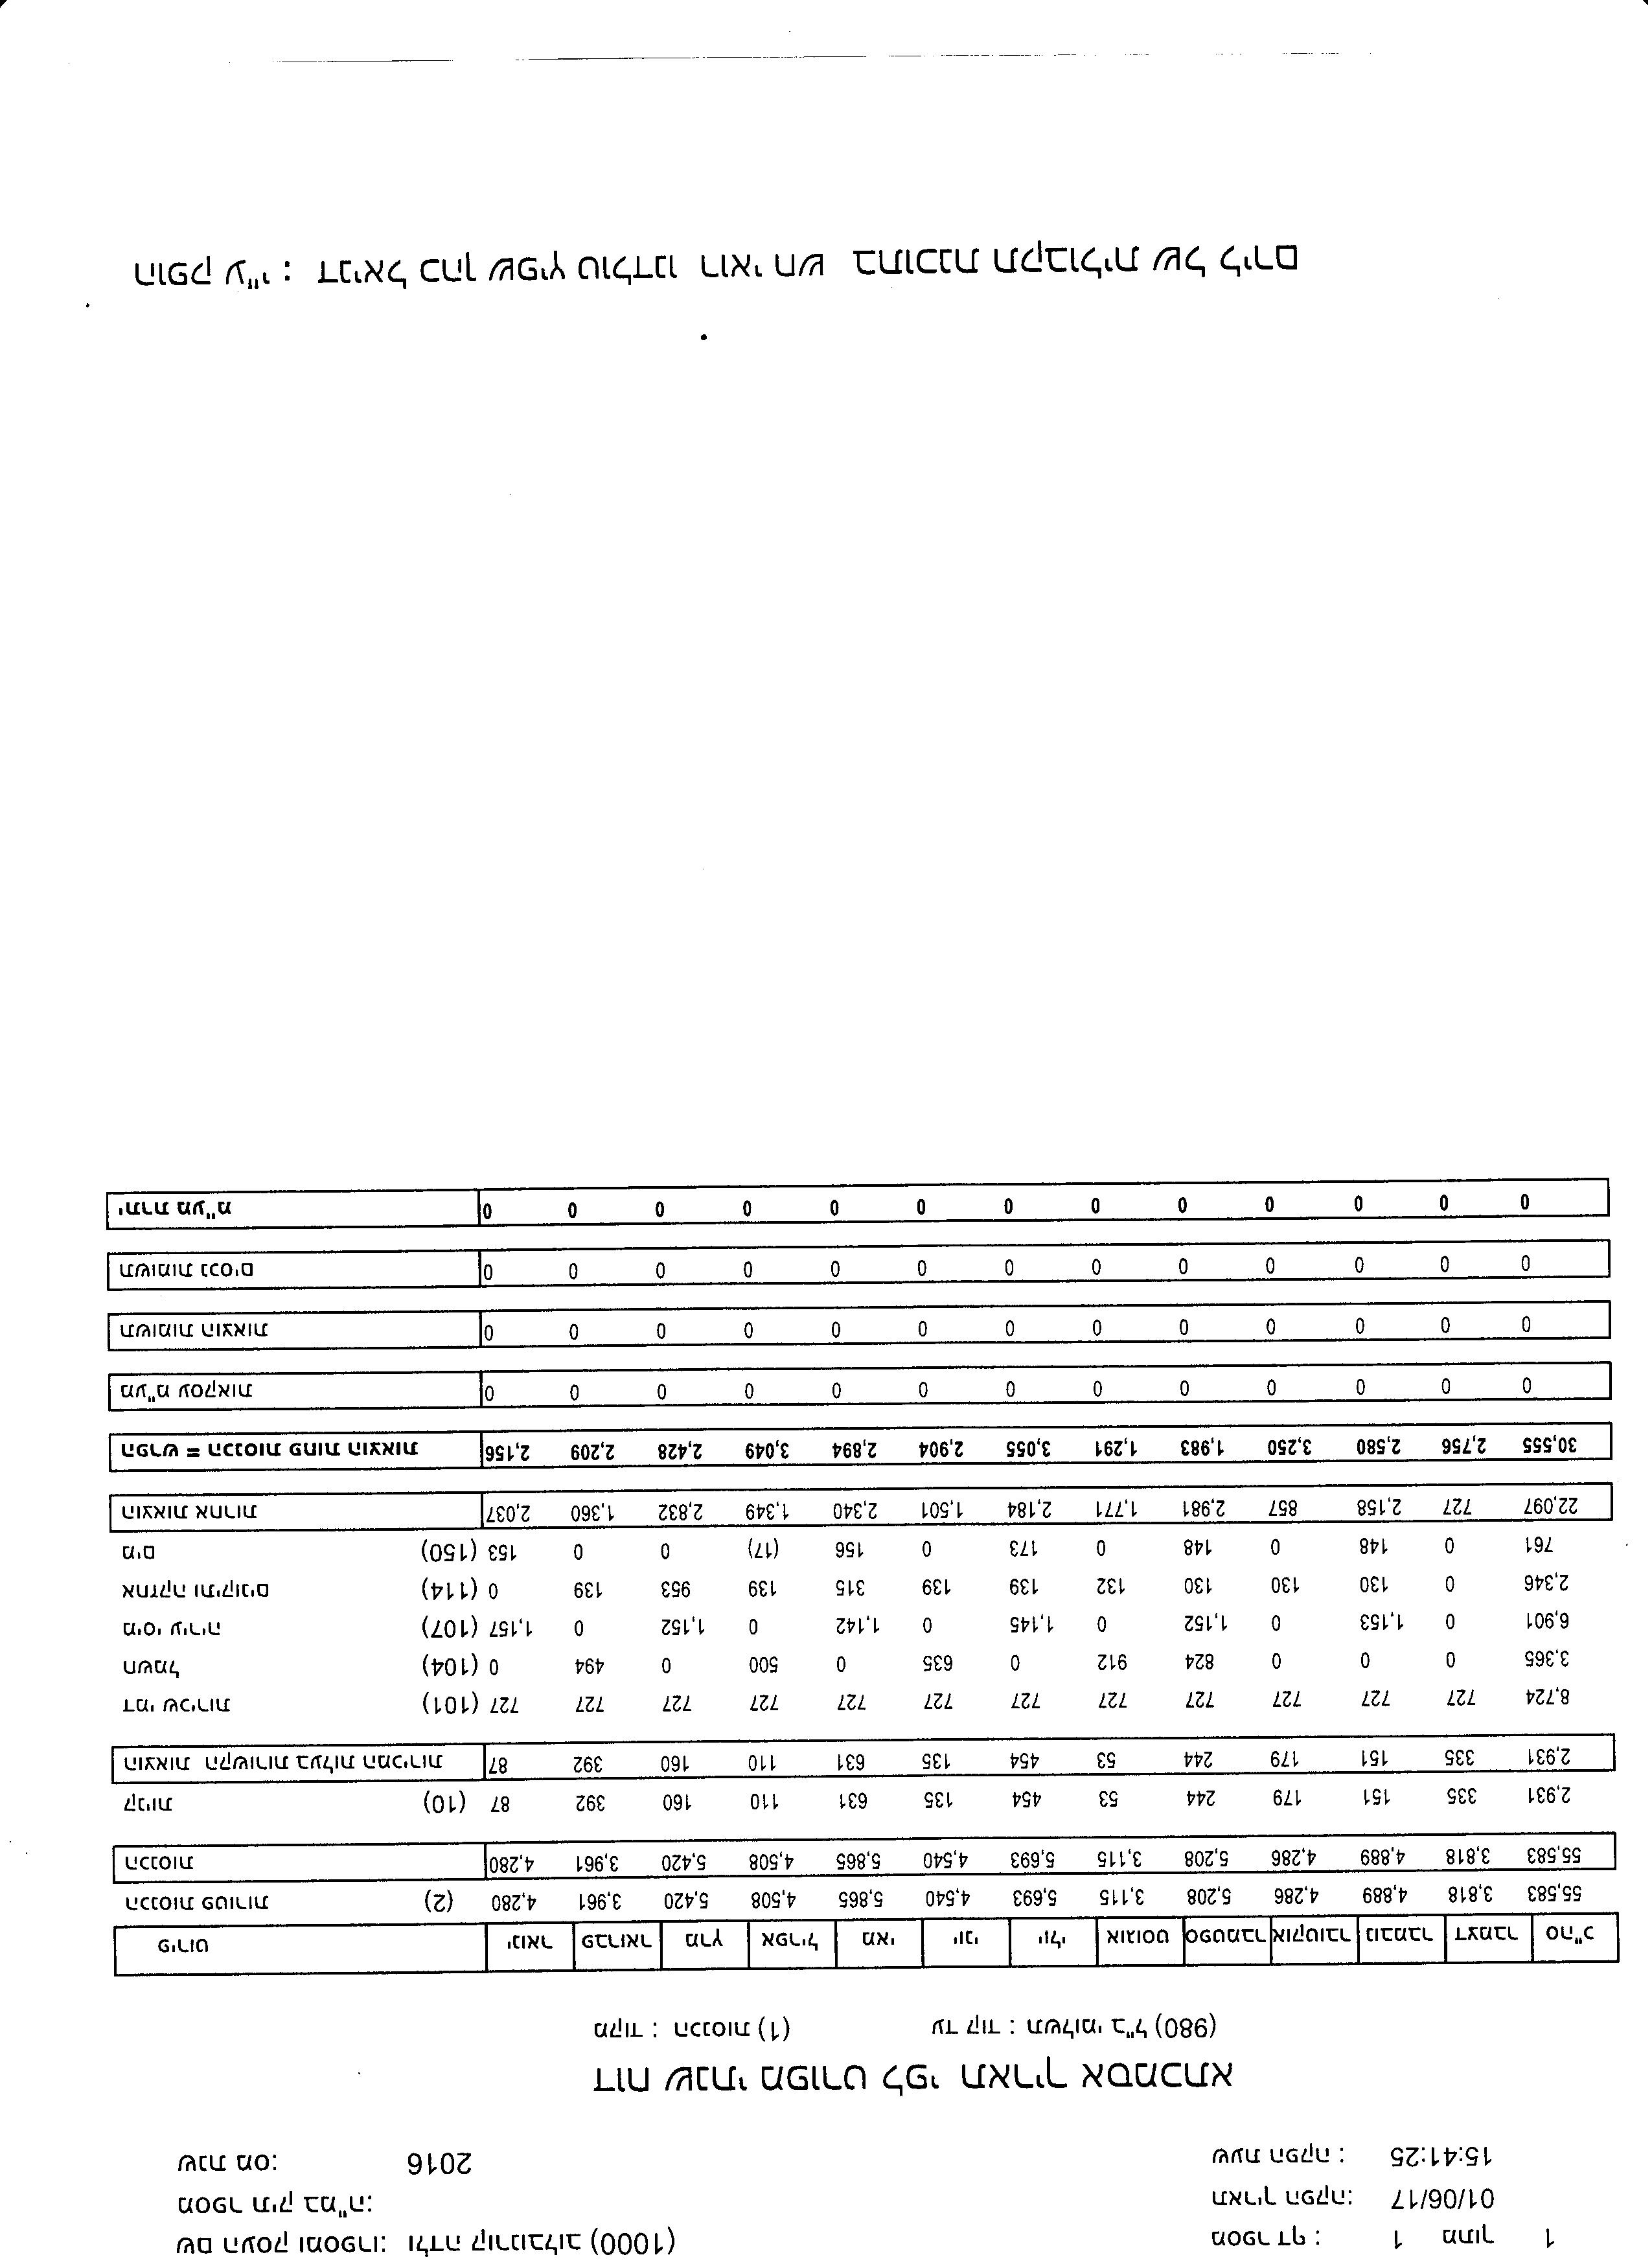 שם העסק ומספרו: ולדה קורנובלוב (1000) מספר דף : 1 מתוך 1
מספר תיק במ"ה: תאריך הפקה: 01/06/17
שנת מס: 2016 שעת הפקה : 15:41:25
דוח שנתי מפורט לפי תאריך אסמכתא
מקוד : הכנסות (1) עד קוד : תשלומי ב"ל (980)
פירוט ינואר פברואר מרץ אפריל מאי יוני יולי אוגוסט ספטמבר אוקטובר נובמבר דצמבר סה"כ
הכנסות פטורות (2) 4,280 3,961 5,420 4,508 5,865 4,540 5,693 3,115 5,208 4,286 4,889 3,818 55,583
הכנסות 4,280 3,961 5,420 4,508 5,865 4,540 5,693 3,115 5,208 4,286 4,889 3,818 55,583
קניות (10) 87 392 160 110 631 135 454 53 244 179 151 335 2,931
הוצאות הקשורות בעלות המכירות 87 392 160 110 631 135 454 53 244 179 151 335 2,931
דמי שכירות (101) 727 727 727 727 727 727 727 727 727 727 727 727 8,724
חשמל (104) 0 494 0 500 0 635 0 912 824 0 0 0 3,365
מיסי עיריה (107) 1,157 0 1,152 0 1,142 0 1,145 0 1,152 0 1,153 0 6,901
אחזקה ותיקונים (114) 0 139 953 139 315 139 139 132 130 130 130 0 2,346
מים (150) 153 0 0 (17) 156 0 173 0 148 0 148 0 761
הוצאות אחרות 2,037 1,360 2,832 1,349 2,340 1,501 2,184 1,771 2,981 857 2,158 727 22,097
הפרש = הכנסות פחות הוצאות 2,156 2,209 2,428 3,049 2,894 2,904 3,055 1,291 1,983 3,250 2,580 2,756 30,555
מע"מ עסקאות 0 0 0 0 0 0 0 0 0 0 0 0 0
תשומות הוצאות 0 0 0 0 0 0 0 0 0 0 0 0 0
תשומות נכסים 0 0 0 0 0 0 0 0 0 0 0 0 0
יתרת מע"מ 0 0 0 0 0 0 0 0 0 0 0 0 0
הופק ע"י : דניאל כהן שפיץ טולדנו רואי חש בתוכנת תקבולית של לירם